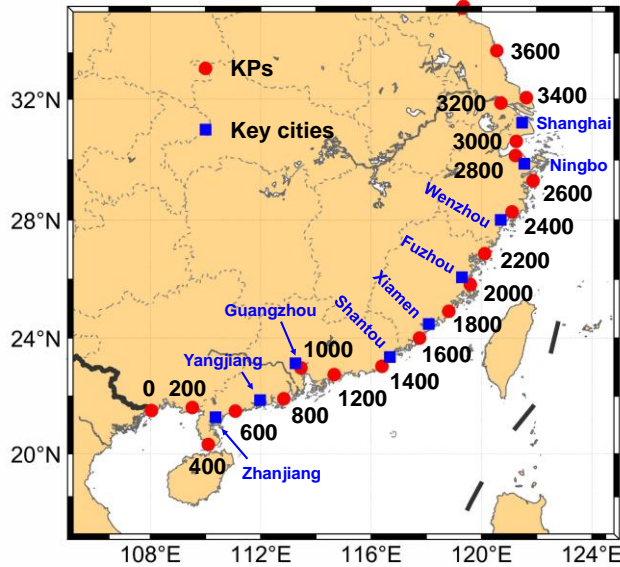 KPs
Key cities
3600
3400
3200
Shanghai
3000
2800
Ningbo
2600
Wenzhou
2400
Fuzhou
2200
2000
Xiamen
1800
Shantou
1600
Guangzhou
1000
1400
1200
Yangjiang
800
0
200
600
400
Zhanjiang
32°N
28°N
24°N
20°N
108°E
112°E
116°E
120°E
124°E